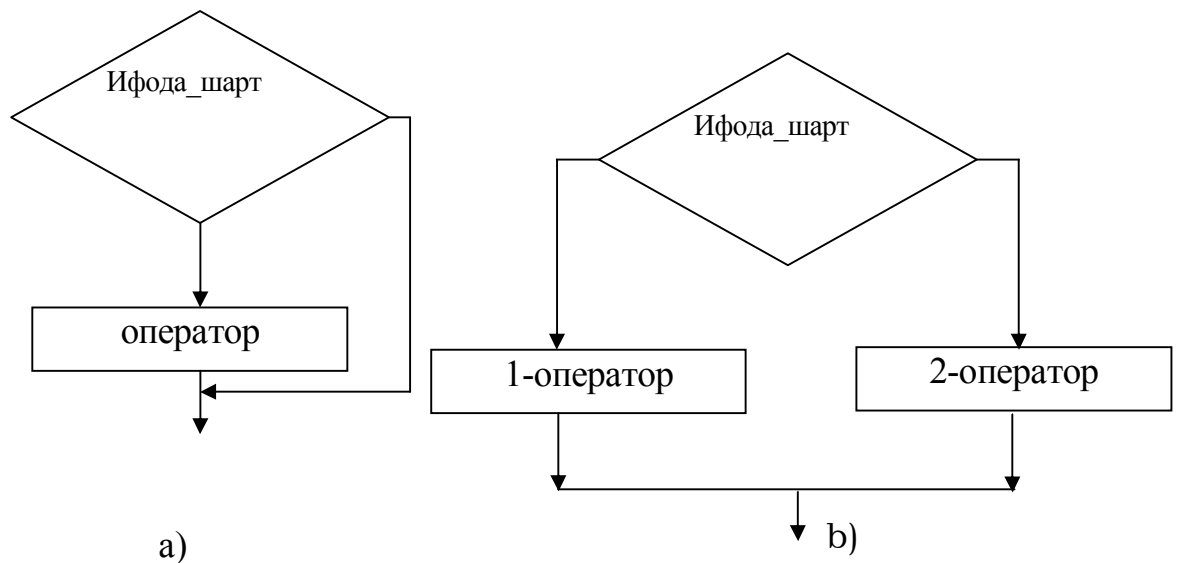 Ифода_шарт
оператор
a)
Ифода_шарт
1-оператор
2-оператор
b)